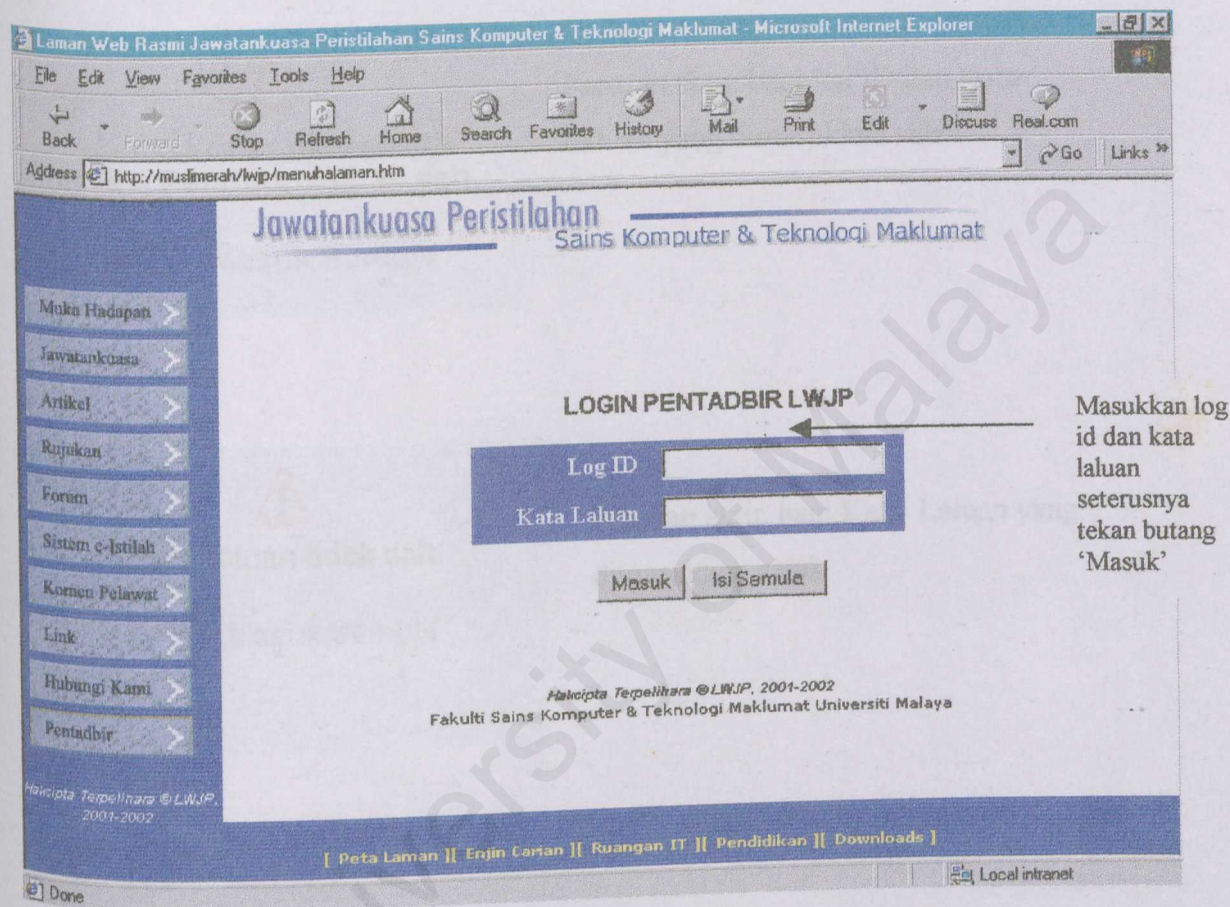 Laman Web Rasmi Jawatankuasa Peristilahan Sains Komputer & Teknologi Maklumat - Microsoft Internet Explorer
File Edit View Favorites Tools Help
Back Forward Stop Refresh Home Search Favorites History Mail Print Edit Discuss Real.com
Address http://muslimerah/lwjp/menuhalaman.htm Go Links »
Jawatankuasa Peristilahan
Sains Komputer & Teknologi Maklumat
Muka Hadapan
Jawatankuasa
Artikel
Rujukan
Forum
Sistem e-Istilah
Komen Pelawat
Link
Hubungi Kami
Pentadbir
Hakcipta Terpelihara © LWJP,
2001-2002
LOGIN PENTADBIR LWJP
Log ID
Kata Laluan
Masuk Isi Semula
Hakcipta Terpelihara © LWJP, 2001-2002
Fakulti Sains Komputer & Teknologi Maklumat Universiti Malaya
[ Peta Laman ][ Enjin Carian ][ Ruangan IT ][ Pendidikan ][ Downloads ]
Done Local intranet
Masukkan log
id dan kata
laluan
seterusnya
tekan butang
‘Masuk’
University of Malaya